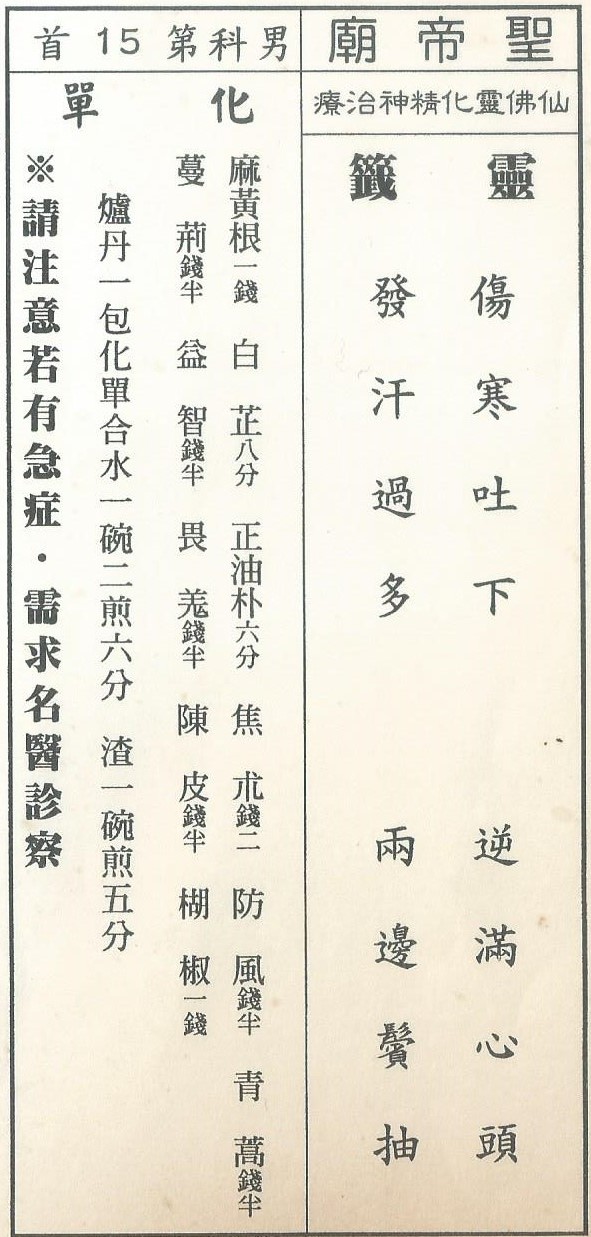 聖帝廟
仙佛靈化精神治療
靈籤
傷寒吐下 逆滿心頭
發汗過多 兩邊鬢抽
男科第15首
化單
麻黃根一錢 白芷八分 正油朴六分 焦朮錢二 防風錢半 青蒿錢半
蔓荊錢半 益智錢半 畏羗錢半 陳皮錢半 楜椒一錢
爐丹一包化單合水一碗二煎六分 渣一碗煎五分
※請注意若有急症·需求名醫診察